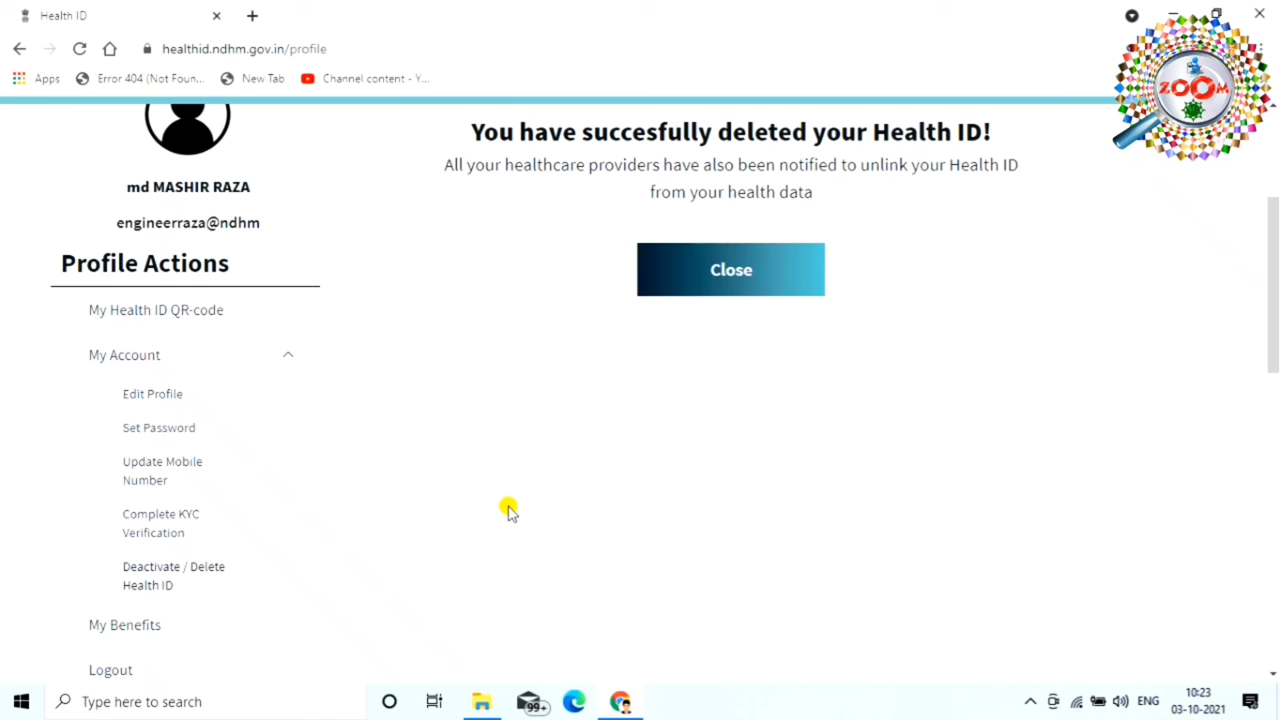 Health ID
healthid.ndhm.gov.in/profile
Apps
Error 404 (Not Foun...
New Tab
Channel content - Y...
ZOOM
You have succesfully deleted your Health ID!
All your healthcare providers have also been notified to unlink your Health ID
from your health data
Close
md MASHIR RAZA
engineerraza@ndhm
Profile Actions
My Health ID QR-code
My Account
Edit Profile
Set Password
Update Mobile
Number
Complete KYC
Verification
Deactivate / Delete
Health ID
My Benefits
Logout
Type here to search
99+
ENG
10:23
03-10-2021